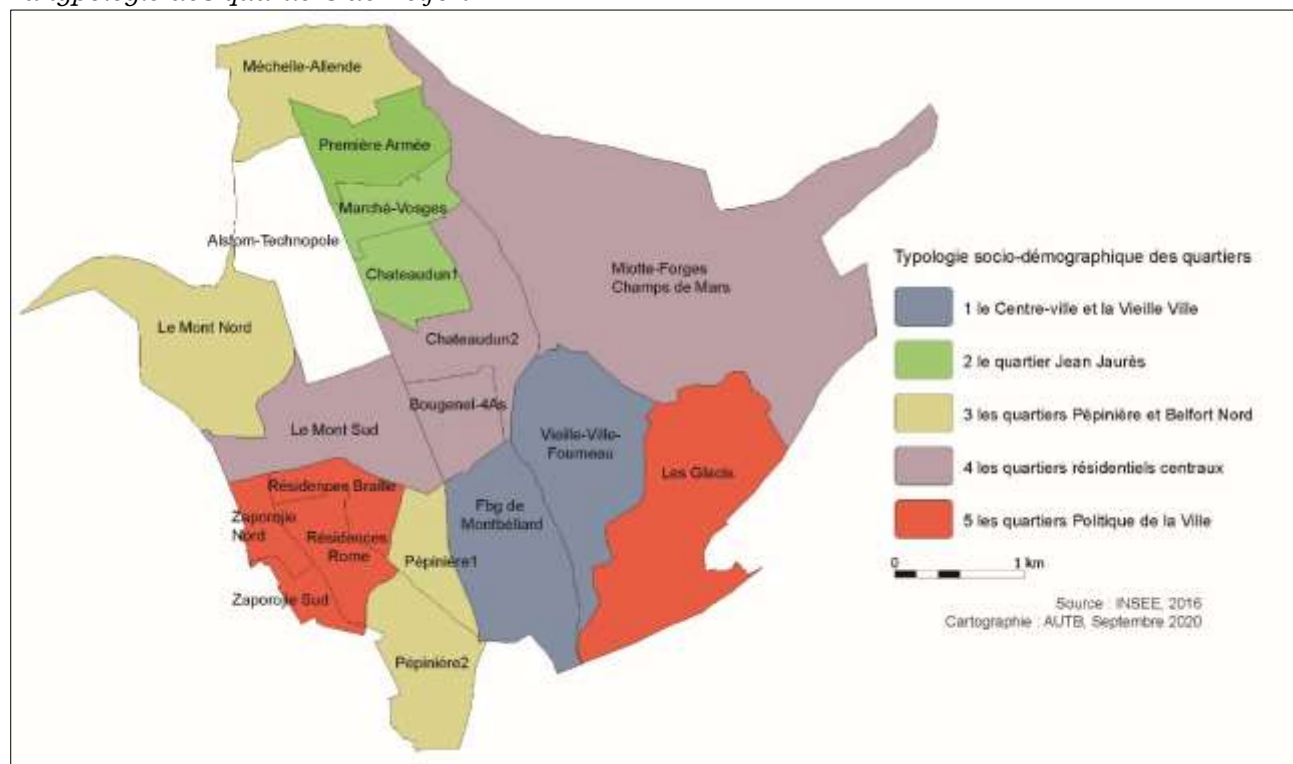 Méchelle-Allende
Première Armée
Marché-Vosges
Alstom-Technopole
Chateaudun1
Miotte-Forges
Champs de Mars
Le Mont Nord
Chateaudun2
Bougenel-4As
Le Mont Sud
Vieille-Ville-
Fourneau
Les Glacis
Résidences Braille
Zaporojie
Nord
Résidences
Rome
Fbg de
Montbéliard
Pépinière1
Zaporojie Sud
Pépinière2
Typologie socio-démographique des quartiers
1 le Centre-ville et la Vieille Ville
2 le quartier Jean Jaurès
3 les quartiers Pépinière et Belfort Nord
4 les quartiers résidentiels centraux
5 les quartiers Politique de la Ville
0 1 km
Source : INSEE, 2016
Cartographie : AUTB, Septembre 2020